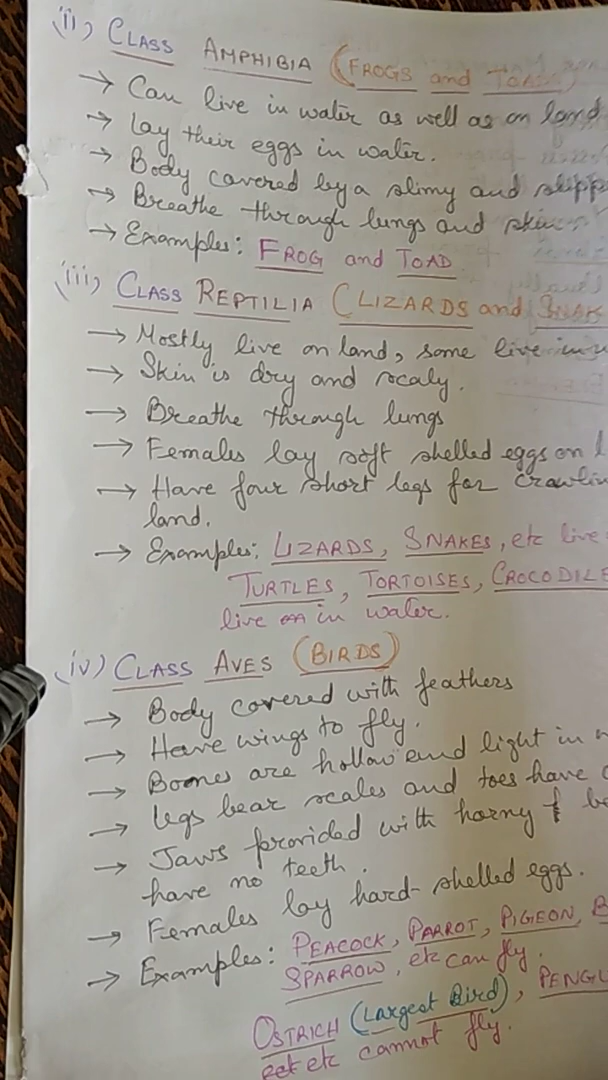 (ii) CLASS AMPHIBIA (FROGS and
→ Can live in water as well as on land
→ Lay their eggs in water.
→ Body covered by a slimy and
→ Breathe through lungs and skin
→ Examples: FROG and TOAD
(iii) CLASS REPTILIA (LIZARDS and
→ Mostly live on land, some live in
→ Skin is dry and scaly.
→ Breathe through lungs
→ Females lay soft shelled eggs on
→ Have four short legs for
land.
→ Examples: LIZARDS, SNAKES, etc live
TURTLES, TORTOISES,
live in water.
(iv) CLASS AVES (BIRDS)
→ Body covered with feathers
→ Have wings to fly.
→ Bones are hollow and light in
→ Legs bear scales and toes have
→ Jaws provided with horny
have no teeth.
→ Females lay hard-shelled eggs.
→ Examples: PEACOCK, PARROT, PIGEON,
SPARROW, etc can fly.
OSTRICH (Largest Bird),
etc cannot fly.